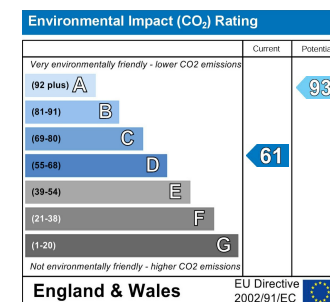 Environmental Impact (CO₂) Rating
Current Potentia
Very environmentally friendly - lower CO2 emissions
(92 plus) A
93
(81-91) B
(69-80) C
61
(55-68) D
(39-54) E
(21-38) F
(1-20) G
Not environmentally friendly - higher CO2 emissions
England & Wales
EU Directive
2002/91/EC